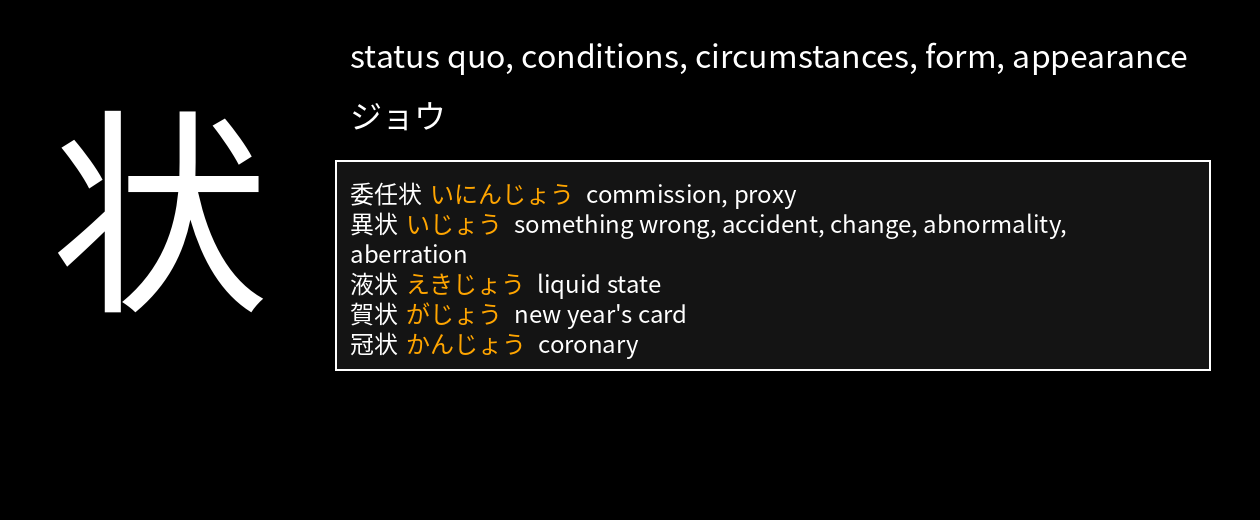 状
status quo, conditions, circumstances, form, appearance
ジョウ
委任状 いにんじょう commission, proxy
異状 いじょう something wrong, accident, change, abnormality,
aberration
液状 えきじょう liquid state
賀状 がじょう new year's card
冠状 かんじょう coronary